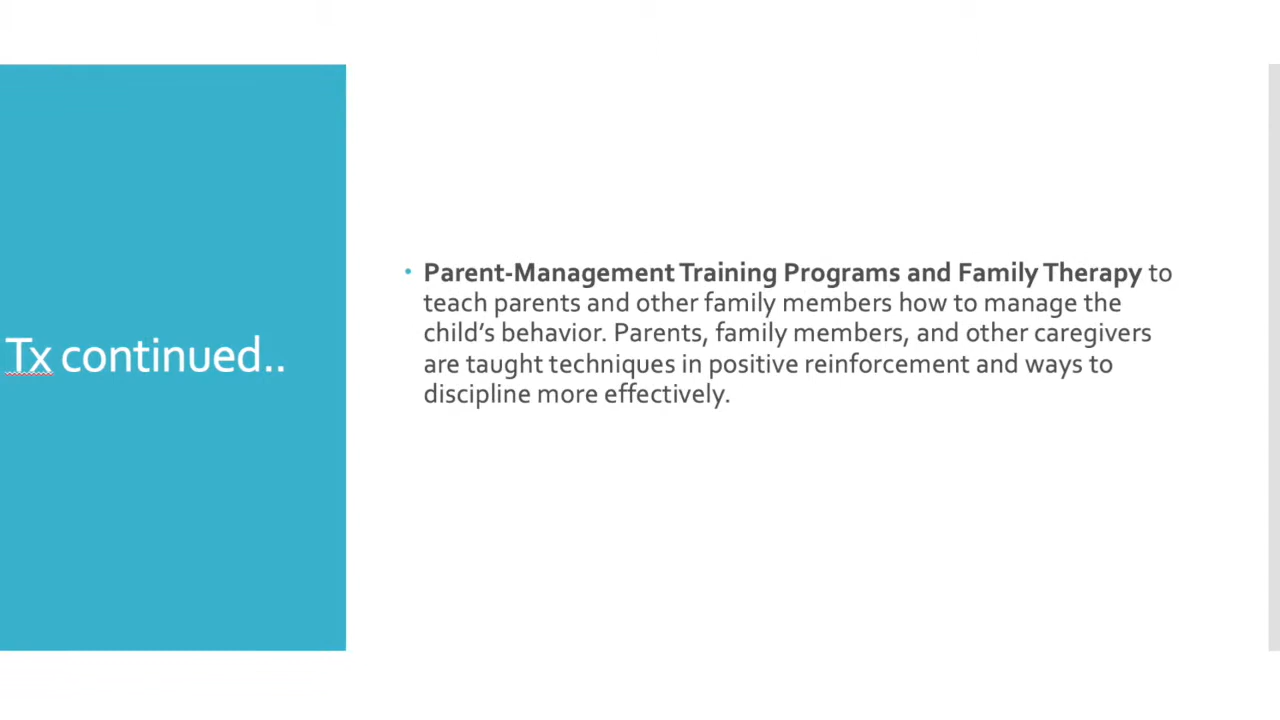 Tx continued..
Parent-Management Training Programs and Family Therapy to
teach parents and other family members how to manage the
child's behavior. Parents, family members, and other caregivers
are taught techniques in positive reinforcement and ways to
discipline more effectively.